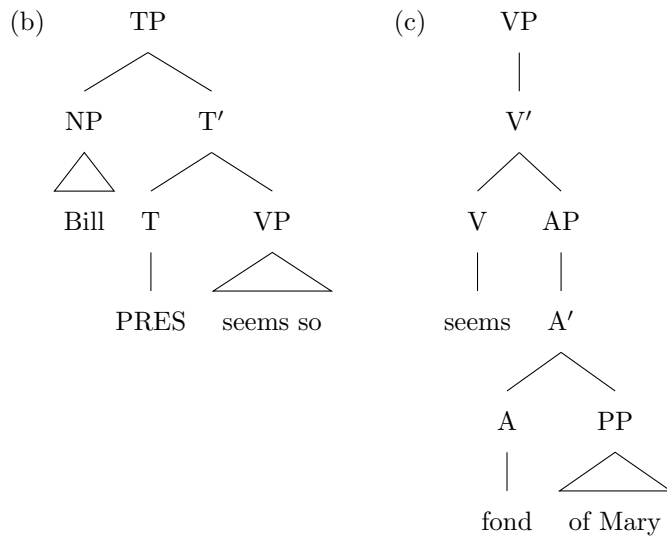 (b) TP (c) VP
NP T′ V′
Bill T VP V AP
PRES seems so seems A′
A PP
fond of Mary